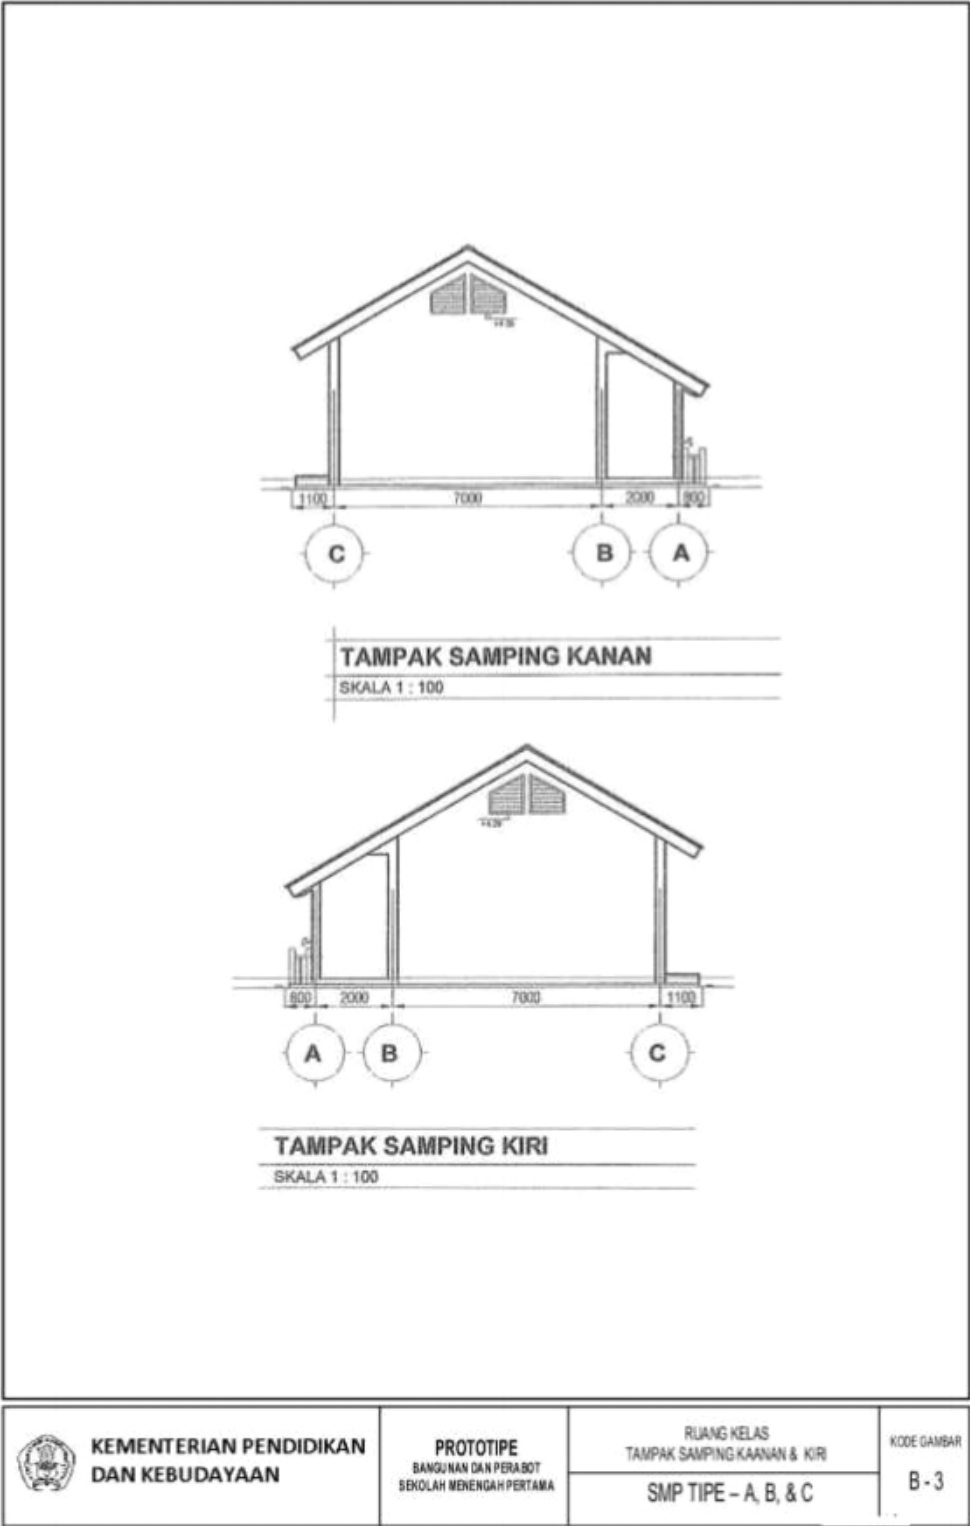 1100 7000 2000 800
C B A
TAMPAK SAMPING KANAN
SKALA 1 : 100
800 2000 7000 1100
A B C
TAMPAK SAMPING KIRI
SKALA 1 : 100
KEMENTERIAN PENDIDIKAN
DAN KEBUDAYAAN
PROTOTIPE
BANGUNAN DAN PERABOT
SEKOLAH MENENGAH PERTAMA
RUANG KELAS
TAMPAK SAMPING KAANAN & KIRI
SMP TIPE – A, B, & C
KODE GAMBAR
B - 3